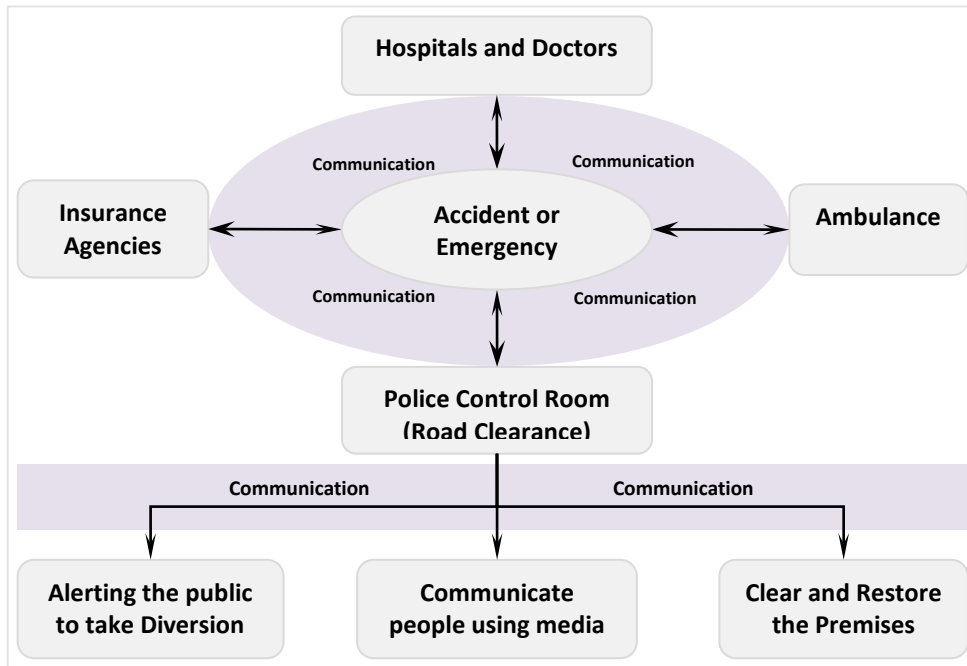 Hospitals and Doctors
Communication
Communication
Insurance
Agencies
Accident or
Emergency
Ambulance
Communication
Communication
Police Control Room
(Road Clearance)
Communication
Communication
Alerting the public
to take Diversion
Communicate
people using media
Clear and Restore
the Premises